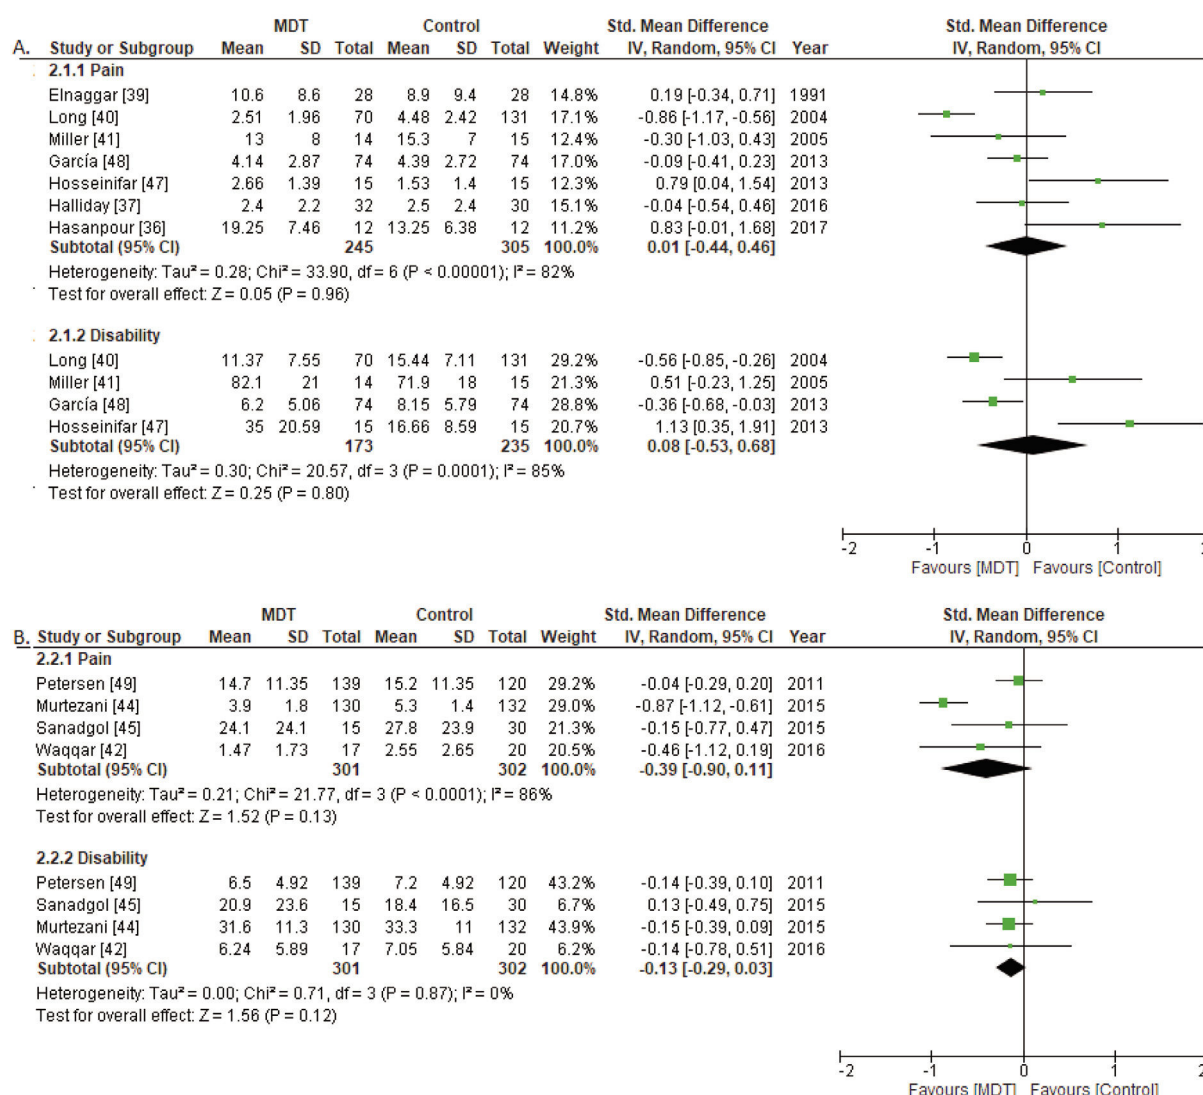 MDT Control Std. Mean Difference Std. Mean Difference
A. Study or Subgroup Mean SD Total Mean SD Total Weight IV, Random, 95% CI Year IV, Random, 95% CI
2.1.1 Pain
Elnaggar [39] 10.6 8.6 28 8.9 9.4 28 14.8% 0.19 [-0.34, 0.71] 1991
Long [40] 2.51 1.96 70 4.48 2.42 131 17.1% -0.86 [-1.17, -0.56] 2004
Miller [41] 13 8 14 15.3 7 15 12.4% -0.30 [-1.03, 0.43] 2005
García [48] 4.14 2.87 74 4.39 2.72 74 17.0% -0.09 [-0.41, 0.23] 2013
Hosseinifar [47] 2.66 1.39 15 1.53 1.4 15 12.3% 0.79 [0.04, 1.54] 2013
Halliday [37] 2.4 2.2 32 2.5 2.4 30 15.1% -0.04 [-0.54, 0.46] 2016
Hasanpour [36] 19.25 7.46 12 13.25 6.38 12 11.2% 0.83 [-0.01, 1.68] 2017
Subtotal (95% CI) 245 305 100.0% 0.01 [-0.44, 0.46]
Heterogeneity: Tau² = 0.28; Chi² = 33.90, df = 6 (P < 0.00001); I² = 82%
Test for overall effect: Z = 0.05 (P = 0.96)
2.1.2 Disability
Long [40] 11.37 7.55 70 15.44 7.11 131 29.2% -0.56 [-0.85, -0.26] 2004
Miller [41] 82.1 21 14 71.9 18 15 21.3% 0.51 [-0.23, 1.25] 2005
García [48] 6.2 5.06 74 8.15 5.79 74 28.8% -0.36 [-0.68, -0.03] 2013
Hosseinifar [47] 35 20.59 15 16.66 8.59 15 20.7% 1.13 [0.35, 1.91] 2013
Subtotal (95% CI) 173 235 100.0% 0.08 [-0.53, 0.68]
Heterogeneity: Tau² = 0.30; Chi² = 20.57, df = 3 (P = 0.0001); I² = 85%
Test for overall effect: Z = 0.25 (P = 0.80)
-2 -1 0 1 2
Favours [MDT] Favours [Control]
MDT Control Std. Mean Difference Std. Mean Difference
B. Study or Subgroup Mean SD Total Mean SD Total Weight IV, Random, 95% CI Year IV, Random, 95% CI
2.2.1 Pain
Petersen [49] 14.7 11.35 139 15.2 11.35 120 29.2% -0.04 [-0.29, 0.20] 2011
Murtezani [44] 3.9 1.8 130 5.3 1.4 132 29.0% -0.87 [-1.12, -0.61] 2015
Sanadgol [45] 24.1 24.1 15 27.8 23.9 30 21.3% -0.15 [-0.77, 0.47] 2015
Waqqar [42] 1.47 1.73 17 2.55 2.65 20 20.5% -0.46 [-1.12, 0.19] 2016
Subtotal (95% CI) 301 302 100.0% -0.39 [-0.90, 0.11]
Heterogeneity: Tau² = 0.21; Chi² = 21.77, df = 3 (P < 0.0001); I² = 86%
Test for overall effect: Z = 1.52 (P = 0.13)
2.2.2 Disability
Petersen [49] 6.5 4.92 139 7.2 4.92 120 43.2% -0.14 [-0.39, 0.10] 2011
Sanadgol [45] 20.9 23.6 15 18.4 16.5 30 6.7% 0.13 [-0.49, 0.75] 2015
Murtezani [44] 31.6 11.3 130 33.3 11 132 43.9% -0.15 [-0.39, 0.09] 2015
Waqqar [42] 6.24 5.89 17 7.05 5.84 20 6.2% -0.14 [-0.78, 0.51] 2016
Subtotal (95% CI) 301 302 100.0% -0.13 [-0.29, 0.03]
Heterogeneity: Tau² = 0.00; Chi² = 0.71, df = 3 (P = 0.87); I² = 0%
Test for overall effect: Z = 1.56 (P = 0.12)
-2 -1 0 1 2
Favours [MDT] Favours [Control]